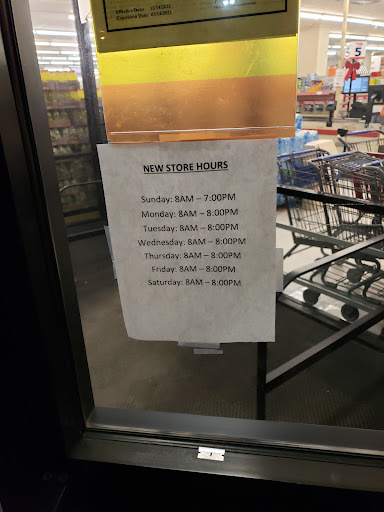 NEW STORE HOURS
Sunday: 8AM – 7:00PM
Monday: 8AM – 8:00PM
Tuesday: 8AM – 8:00PM
Wednesday: 8AM – 8:00PM
Thursday: 8AM – 8:00PM
Friday: 8AM – 8:00PM
Saturday: 8AM – 8:00PM
5